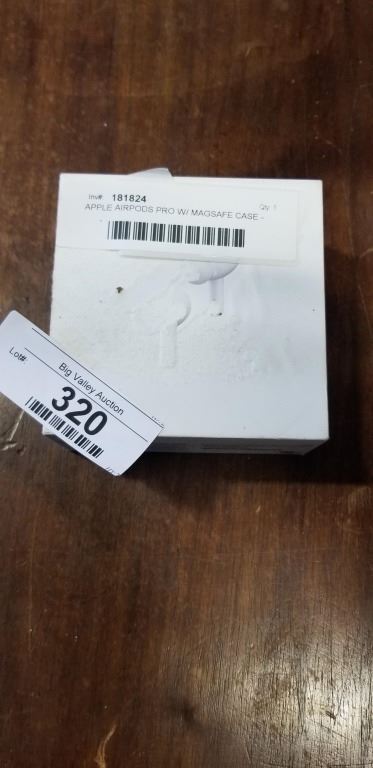 Inv#: 181824 Qty: 1
APPLE AIRPODS PRO W/ MAGSAFE CASE -
Big Valley Auction
Lot#:
320